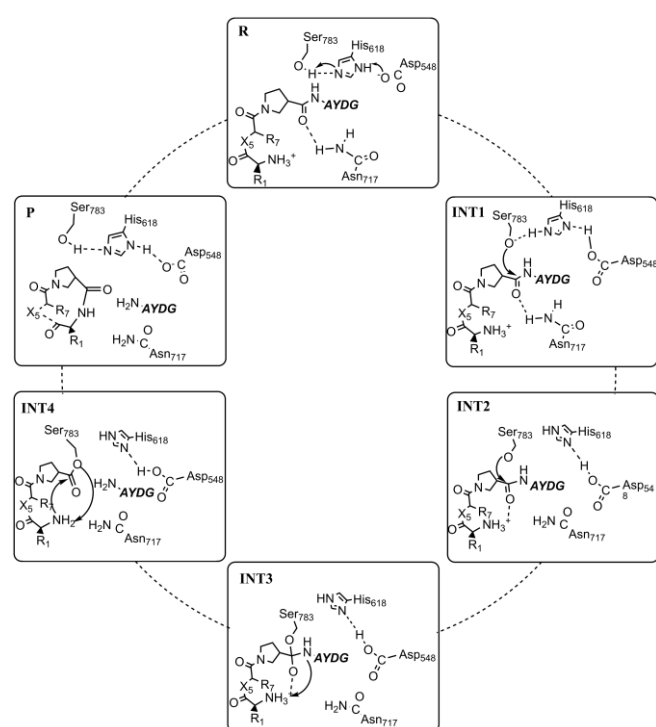 R
Ser783
His618
Asp548
O H N NH O C O
H
N AYDG
N
O O
X5 R7 H N H
O NH3+
R1 C O
Asn717
P
Ser783
His618
O H N N H
Asp548
O C O
N O
O
X5 R7 NH H2N AYDG
O O
R1 H2N C
Asn717
INT1
Ser783
His618
O H N N H
O
C Asp548
O
H
N AYDG
N
O O
X5 R7 H N H
O NH3+
R1 C O
Asn717
INT4
Ser783
HN
His618
N
O
N H O
C Asp548
O
O O H2N AYDG
X5 R7
O NH2 O
R1 H2N C
Asn717
INT2
Ser783
HN
His618
O N
H
N
H
N AYDG O
C Asp54
8
O O O
X5 R7
O NH3+ O
R1 H2N C
Asn717
INT3
HN
His618
Ser783 N
O H H
N N AYDG O
C Asp548
O O O
X5 R7
O NH3+ O
R1 H2N C
Asn717